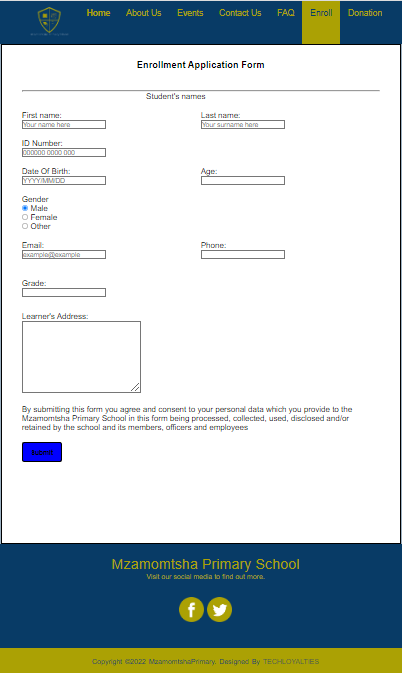 Home About Us Events Contact Us FAQ Enroll Donation
Enrollment Application Form
Student's names
First name: Last name:
Your name here Your surname here
ID Number:
000000 0000 000
Date Of Birth: Age:
YYYY/MM/DD
Gender
Male
Female
Other
Email: Phone:
example@example
Grade:
Learner's Address:
By submitting this form you agree and consent to your personal data which you provide to the
Mzamomtsha Primary School in this form being processed, collected, used, disclosed and/or
retained by the school and its members, officers and employees
Submit
Mzamomtsha Primary School
Visit our social media to find out more.
Copyright ©2022 MzamomtshaPrimary. Designed By TECHLOYALTIES